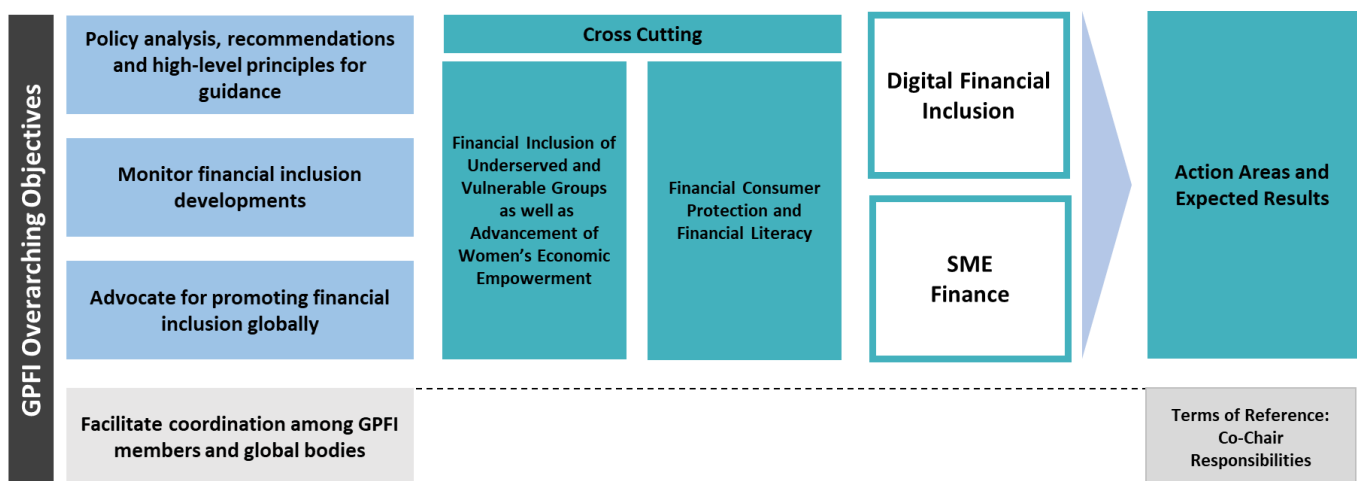 GPFI Overarching Objectives
Policy analysis, recommendations
and high-level principles for
guidance
Monitor financial inclusion
developments
Advocate for promoting financial
inclusion globally
Facilitate coordination among GPFI
members and global bodies
Cross Cutting
Financial Inclusion of
Underserved and
Vulnerable Groups
as well as
Advancement of
Women's Economic
Empowerment
Financial Consumer
Protection and
Financial Literacy
Digital Financial
Inclusion
SME
Finance
Action Areas and
Expected Results
Terms of Reference:
Co-Chair
Responsibilities